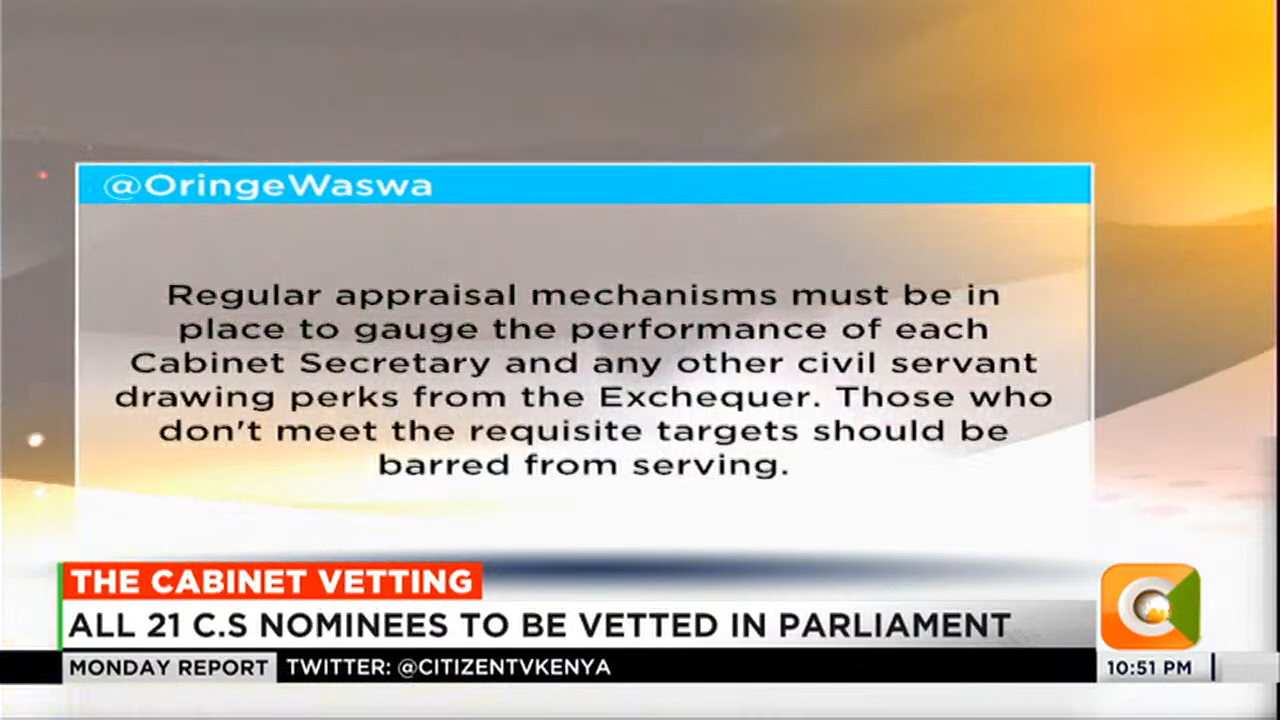 @OringeWaswa
Regular appraisal mechanisms must be in
place to gauge the performance of each
Cabinet Secretary and any other civil servant
drawing perks from the Exchequer. Those who
don't meet the requisite targets should be
barred from serving.
THE CABINET VETTING
ALL 21 C.S NOMINEES TO BE VETTED IN PARLIAMENT
MONDAY REPORT TWITTER: @CITIZENTVKENYA
10:51 PM